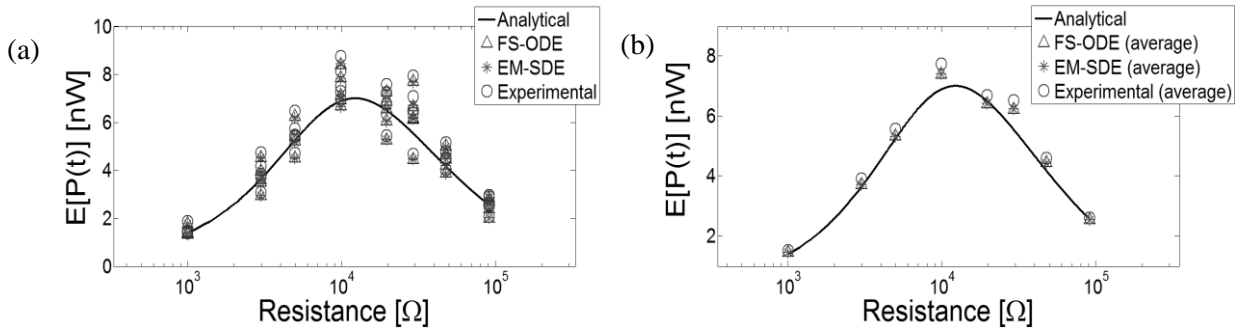 (a)
E[P(t)] [nW]
10
8
6
4
2
0
10³
10⁴
10⁵
Resistance [Ω]
Analytical
FS-ODE
EM-SDE
Experimental
(b)
E[P(t)] [nW]
8
6
4
2
10³
10⁴
10⁵
Resistance [Ω]
Analytical
FS-ODE (average)
EM-SDE (average)
Experimental (average)